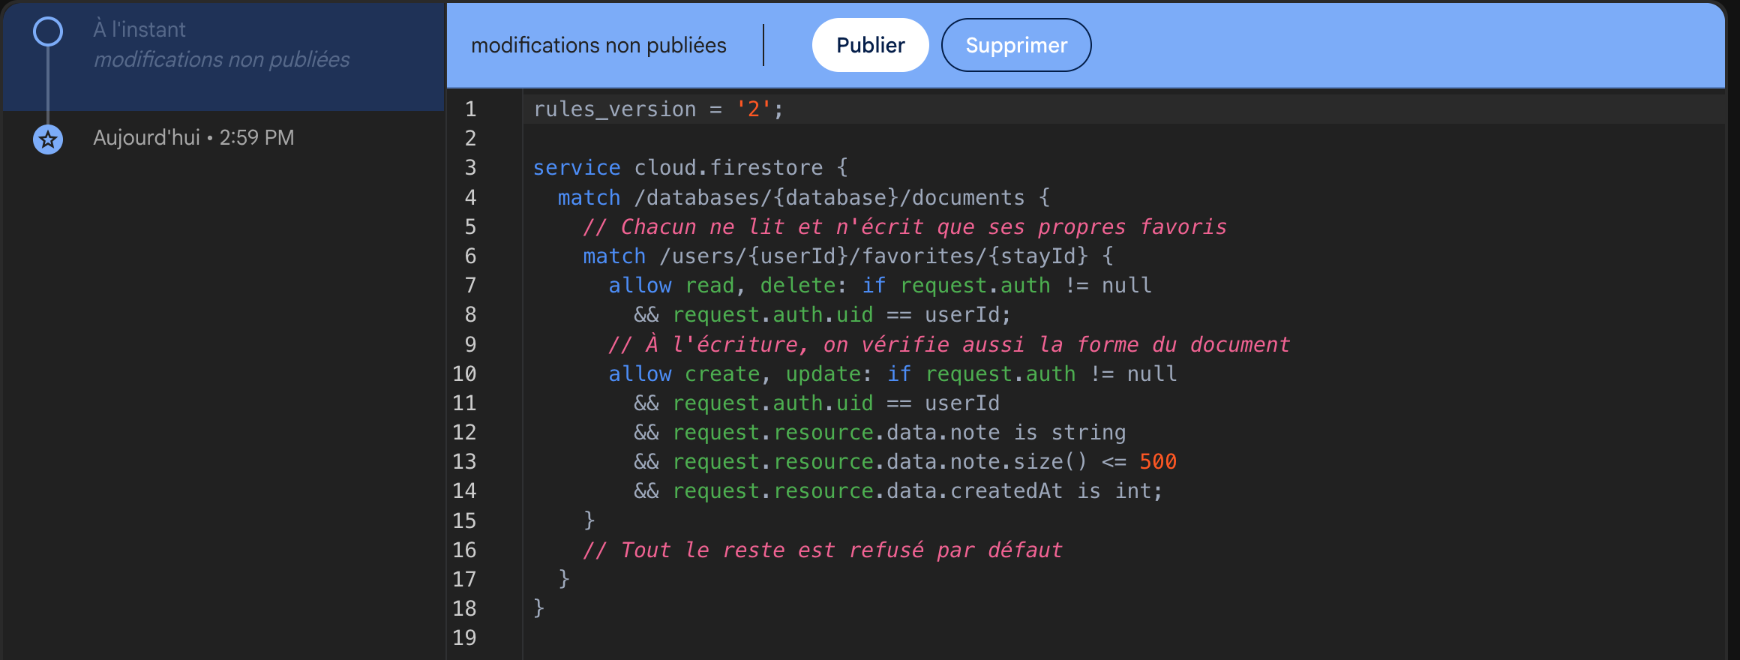 À l'instant
modifications non publiées
Aujourd'hui • 2:59 PM
modifications non publiées
Publier
Supprimer
1 rules_version = '2';
2
3 service cloud.firestore {
4   match /databases/{database}/documents {
5     // Chacun ne lit et n'écrit que ses propres favoris
6     match /users/{userId}/favorites/{stayId} {
7       allow read, delete: if request.auth != null
8         && request.auth.uid == userId;
9       // À l'écriture, on vérifie aussi la forme du document
10       allow create, update: if request.auth != null
11         && request.auth.uid == userId
12         && request.resource.data.note is string
13         && request.resource.data.note.size() <= 500
14         && request.resource.data.createdAt is int;
15     }
16     // Tout le reste est refusé par défaut
17   }
18 }
19